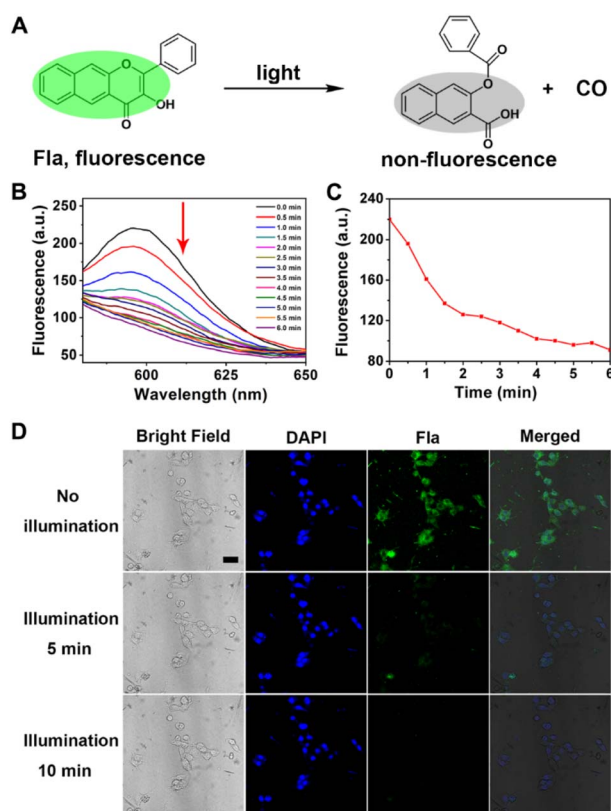 A
O
OH
O
Fla, fluorescence
light
O
O
OH
O
non-fluorescence
+ CO
B
Fluorescence (a.u.)
250
200
150
100
50
600
625
650
Wavelength (nm)
0.0 min
0.5 min
1.0 min
1.5 min
2.0 min
2.5 min
3.0 min
3.5 min
4.0 min
4.5 min
5.0 min
5.5 min
6.0 min
C
Fluorescence (a.u.)
240
200
160
120
80
0 1 2 3 4 5 6
Time (min)
D
Bright Field DAPI Fla Merged
No
illumination
Illumination
5 min
Illumination
10 min